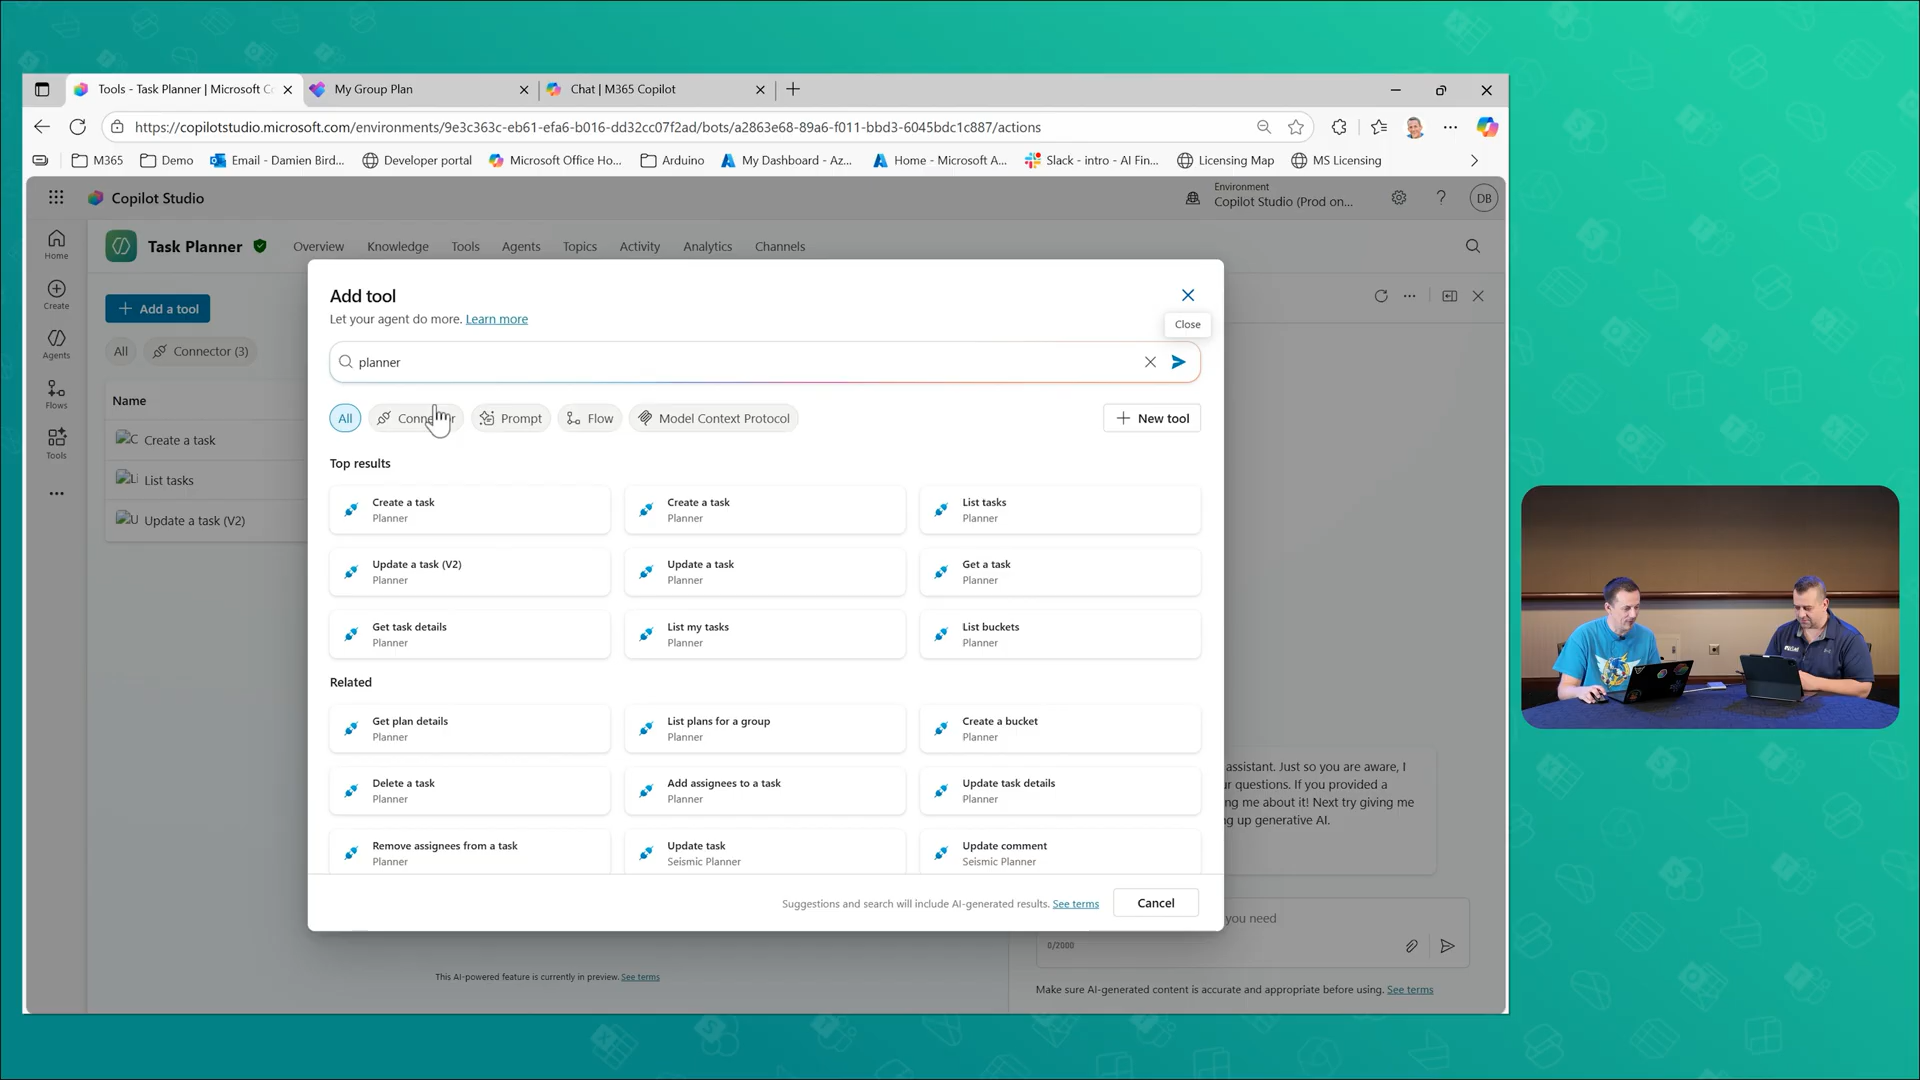 Tools - Task Planner | Microsoft Co
My Group Plan
Chat | M365 Copilot
https://copilotstudio.microsoft.com/environments/9e3c363c-eb61-efa6-b016-dd32cc07f2ad/bots/a2863e68-89a6-f011-bbd3-6045bdc1c887/actions
M365
Demo
Email - Damien Bird...
Developer portal
Microsoft Office Ho...
Arduino
My Dashboard - Az...
Home - Microsoft A...
Slack - intro - AI Fin...
Licensing Map
MS Licensing
Copilot Studio
Environment
Copilot Studio (Prod on...
?
DB
Home
Create
Agents
Flows
Tools
Task Planner
Overview
Knowledge
Tools
Agents
Topics
Activity
Analytics
Channels
Add a tool
All
Connector (3)
Name
Create a task
List tasks
Update a task (V2)
Add tool
Let your agent do more. Learn more
Close
planner
All
Prompt
Flow
Model Context Protocol
New tool
Top results
Create a task
Planner
Create a task
Planner
List tasks
Planner
Update a task (V2)
Planner
Update a task
Planner
Get a task
Planner
Get task details
Planner
List my tasks
Planner
List buckets
Planner
Related
Get plan details
Planner
List plans for a group
Planner
Create a bucket
Planner
Delete a task
Planner
Add assignees to a task
Planner
Update task details
Planner
Remove assignees from a task
Planner
Update task
Seismic Planner
Update comment
Seismic Planner
Suggestions and search will include AI-generated results. See terms
Cancel
assistant. Just so you are aware, I
r questions. If you provided a
ng me about it! Next try giving me
g up generative AI.
you need
0/2000
This AI-powered feature is currently in preview. See terms
Make sure AI-generated content is accurate and appropriate before using. See terms